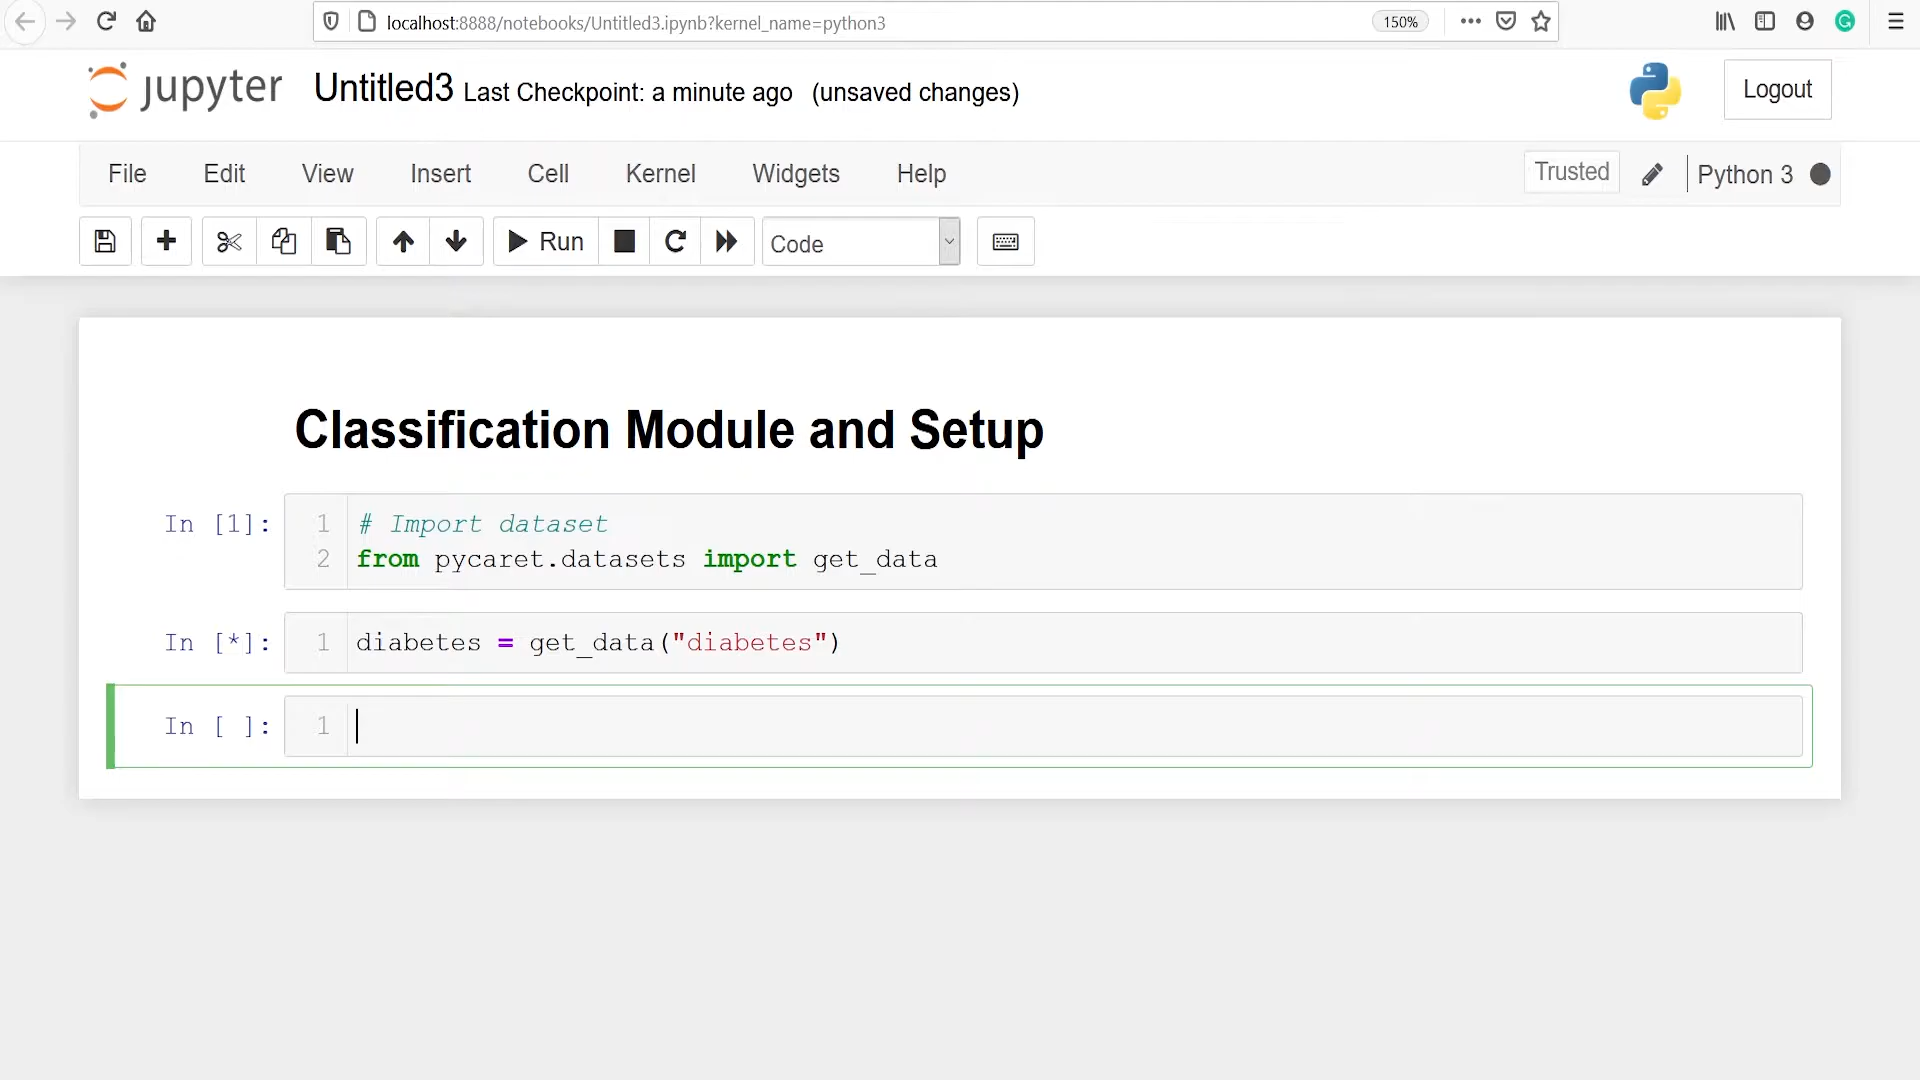 localhost:8888/notebooks/Untitled3.ipynb?kernel_name=python3 150%
jupyter Untitled3 Last Checkpoint: a minute ago (unsaved changes) Logout
File Edit View Insert Cell Kernel Widgets Help Trusted Python 3
Run Code
Classification Module and Setup
In [1]: 1 # Import dataset
2 from pycaret.datasets import get_data
In [*]: 1 diabetes = get_data("diabetes")
In [ ]: 1